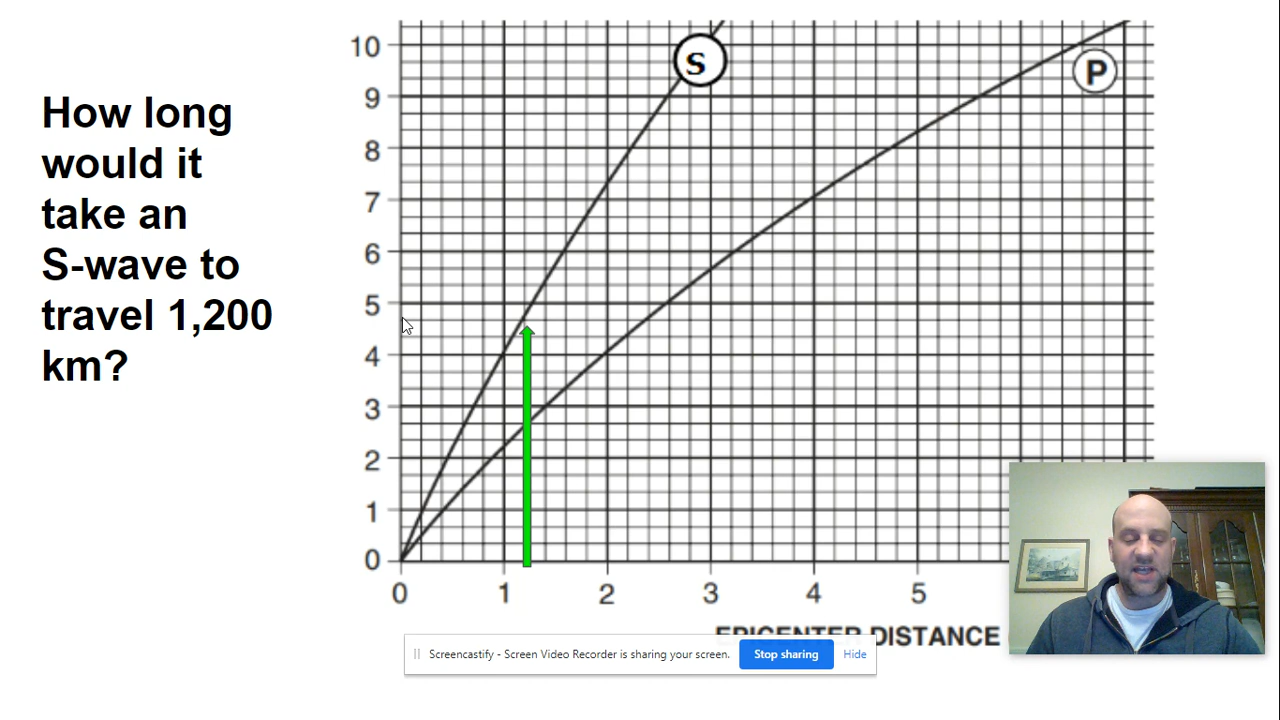 How long
would it
take an
S-wave to
travel 1,200
km?
10
9
8
7
6
5
4
3
2
1
0
S
P
0 1 2 3 4 5
EPICENTER DISTANCE
Screencastify - Screen Video Recorder is sharing your screen. Stop sharing Hide